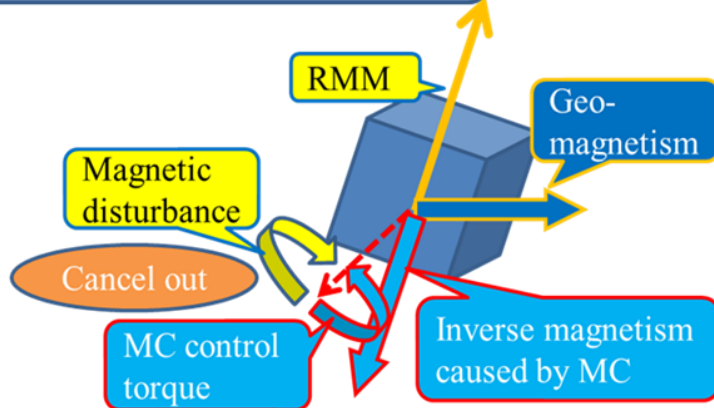 RMM
Geo-
magnetism
Magnetic
disturbance
Cancel out
MC control
torque
Inverse magnetism
caused by MC